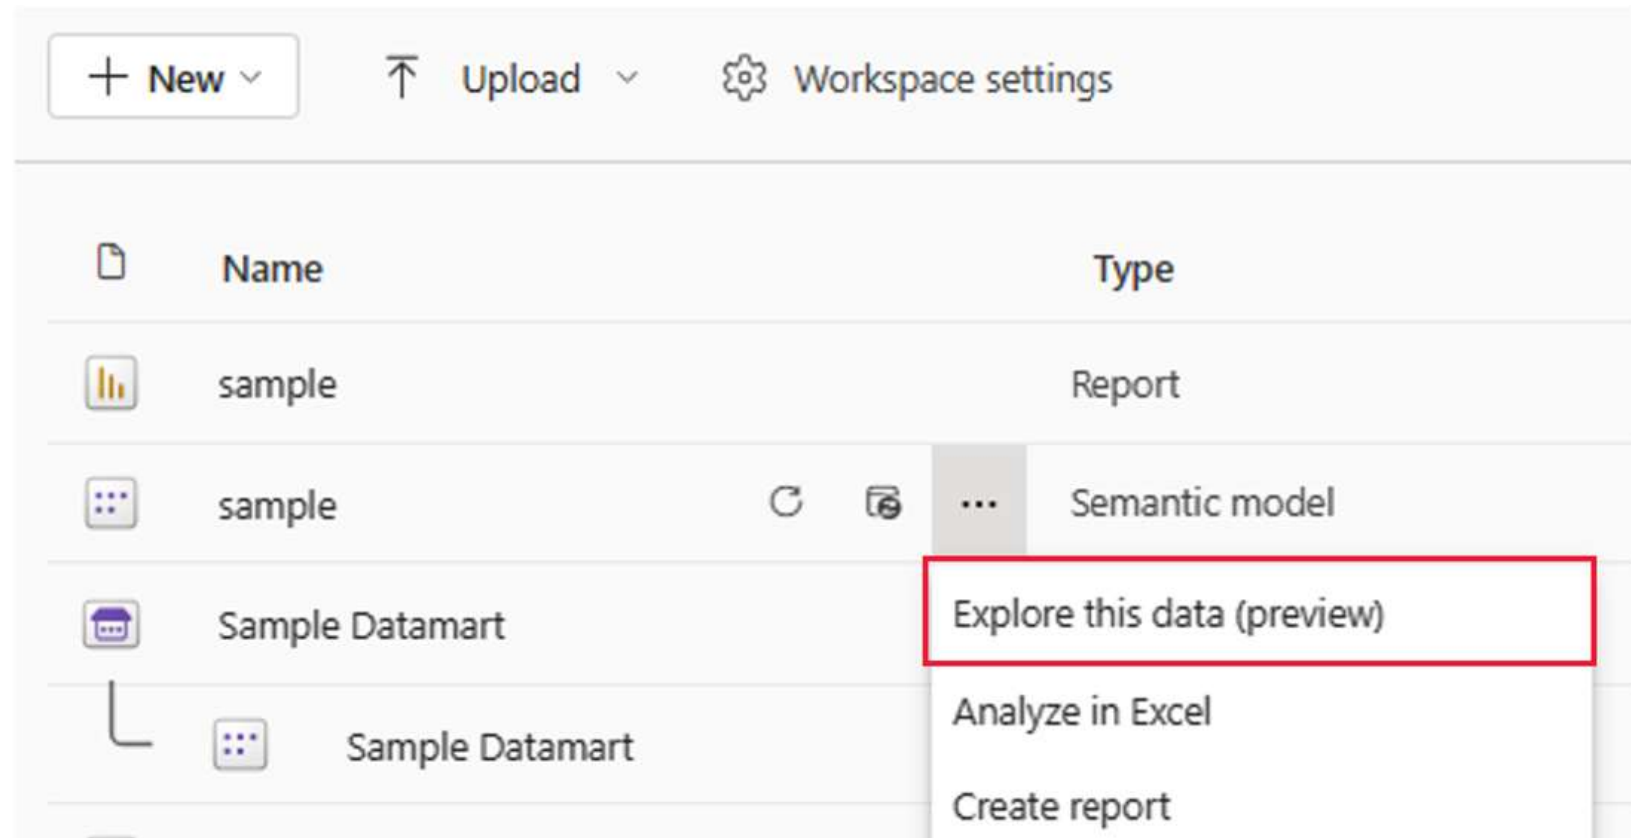 New
Upload
Workspace settings
Name
Type
sample
Report
sample
...
Semantic model
Explore this data (preview)
Sample Datamart
Analyze in Excel
Sample Datamart
Create report